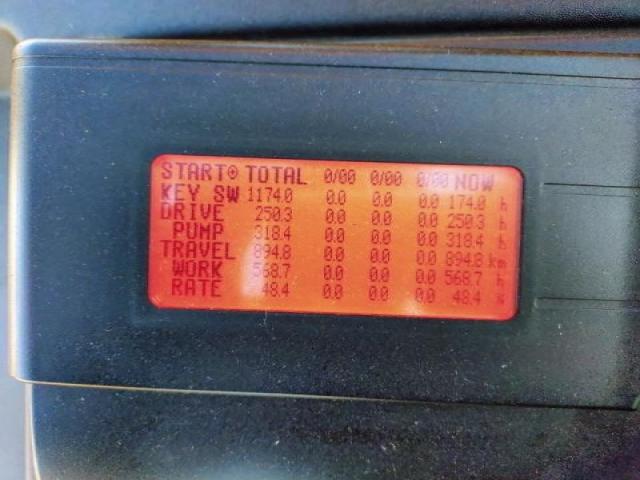 START⊙ TOTAL 0/00 0/00 0/00 NOW
KEY SW 1174.0 0.0 0.0 0.0 174.0 h
DRIVE 250.3 0.0 0.0 0.0 250.3 h
PUMP 318.4 0.0 0.0 0.0 318.4 h
TRAVEL 894.8 0.0 0.0 0.0 894.8 km
WORK 568.7 0.0 0.0 0.0 568.7 h
RATE 48.4 0.0 0.0 0.0 48.4